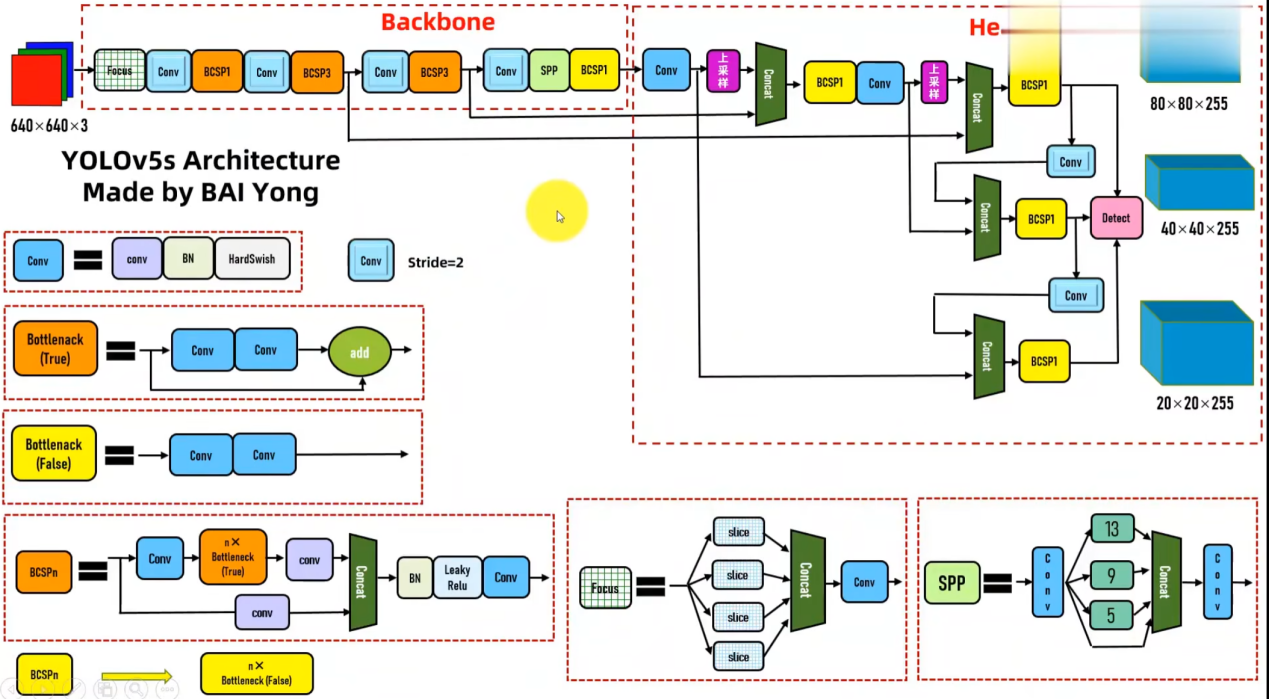 Backbone
He
Focus
Conv
BCSP1
Conv
BCSP3
Conv
BCSP3
Conv
SPP
BCSP1
Conv
上采样
Concat
BCSP1
Conv
上采样
Concat
BCSP1
640×640×3
80×80×255
YOLOv5s Architecture
Made by BAI Yong
Conv
Concat
BCSP1
Detect
40×40×255
Conv
Concat
BCSP1
20×20×255
Conv
conv
BN
HardSwish
Conv
Stride=2
Bottlenack
(True)
Conv
Conv
add
Bottlenack
(False)
Conv
Conv
BCSPn
Conv
n×
Bottleneck
(True)
conv
conv
Concat
BN
Leaky
Relu
Conv
BCSPn
n×
Bottleneck (False)
Focus
slice
slice
slice
slice
Concat
Conv
SPP
Conv
13
9
5
Concat
Conv